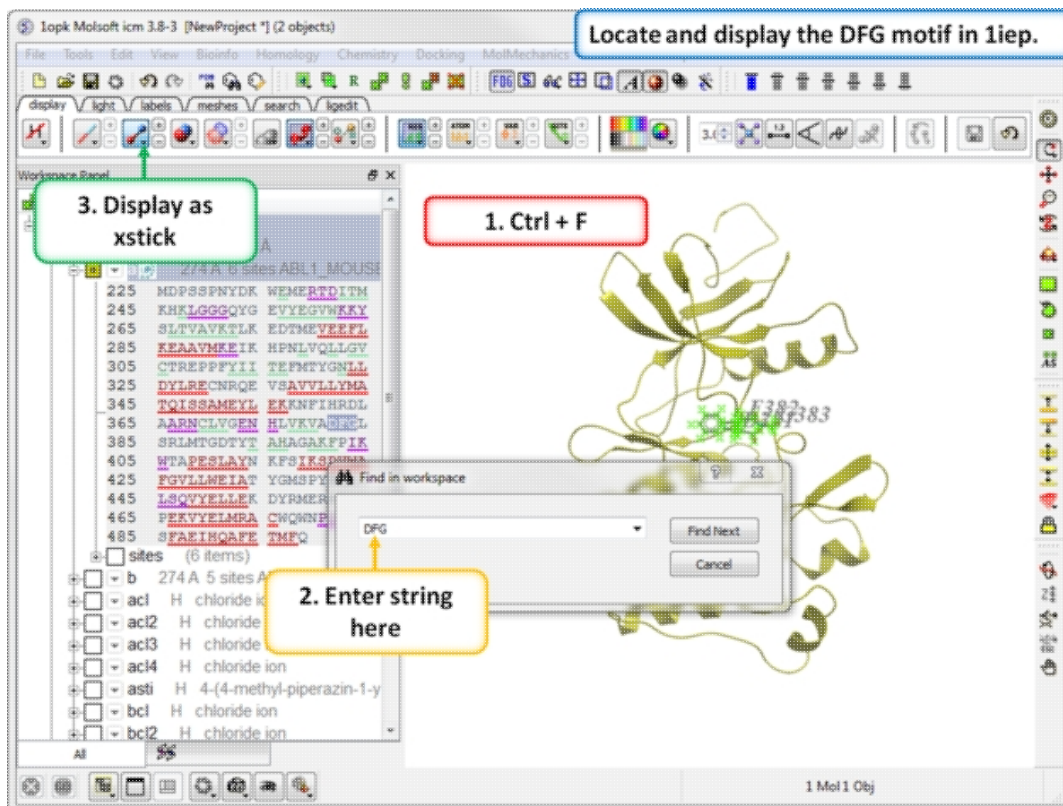 1opk Molsoft icm 3.8-3 [NewProject *] (2 objects)
Locate and display the DFG motif in 1iep.
File Tools Edit View Bioinfo Homology Chemistry Docking MolMechanics
display light labels meshes search ligedit
Workspace Panel
3. Display as
xstick
1. Ctrl + F
A
274 A 6 sites ABL1_MOUSE
225 MDPSSPNYDK WEMERTDITM
245 KHKLGGGQYG EVYEGVWKKY
265 SLTVAVKTLK EDTMEVEEFL
285 KEAAVMKEIK HPNLVQLLGV
305 CTREPPFYII TEFMTYGNLL
325 DYLRECNRQE VSAVVLLYMA
345 TQISSAMEYL EKKNFIHRDL
365 AARNCLVGEN HLVKVADFGL
385 SRLMTGDTYT AHAGAKFPIK
405 WTAPESLAYN KFSIKSDVWA
425 FGVLLWEIAT YGMSPY
445 LSQVYELLEK DYRMER
465 PEKVYELMRA CWQWNP
485 SFAEIHQAFE TMFQ
sites (6 items)
b 274 A 5 sites A
acl H chloride io
acl2 H chloride
acl3 H chloride
acl4 H chloride ion
asti H 4-(4-methyl-piperazin-1-y
bcl H chloride ion
bcl2 H chloride ion
All
Find in workspace
DFG
Find Next
Cancel
2. Enter string
here
1 Mol 1 Obj